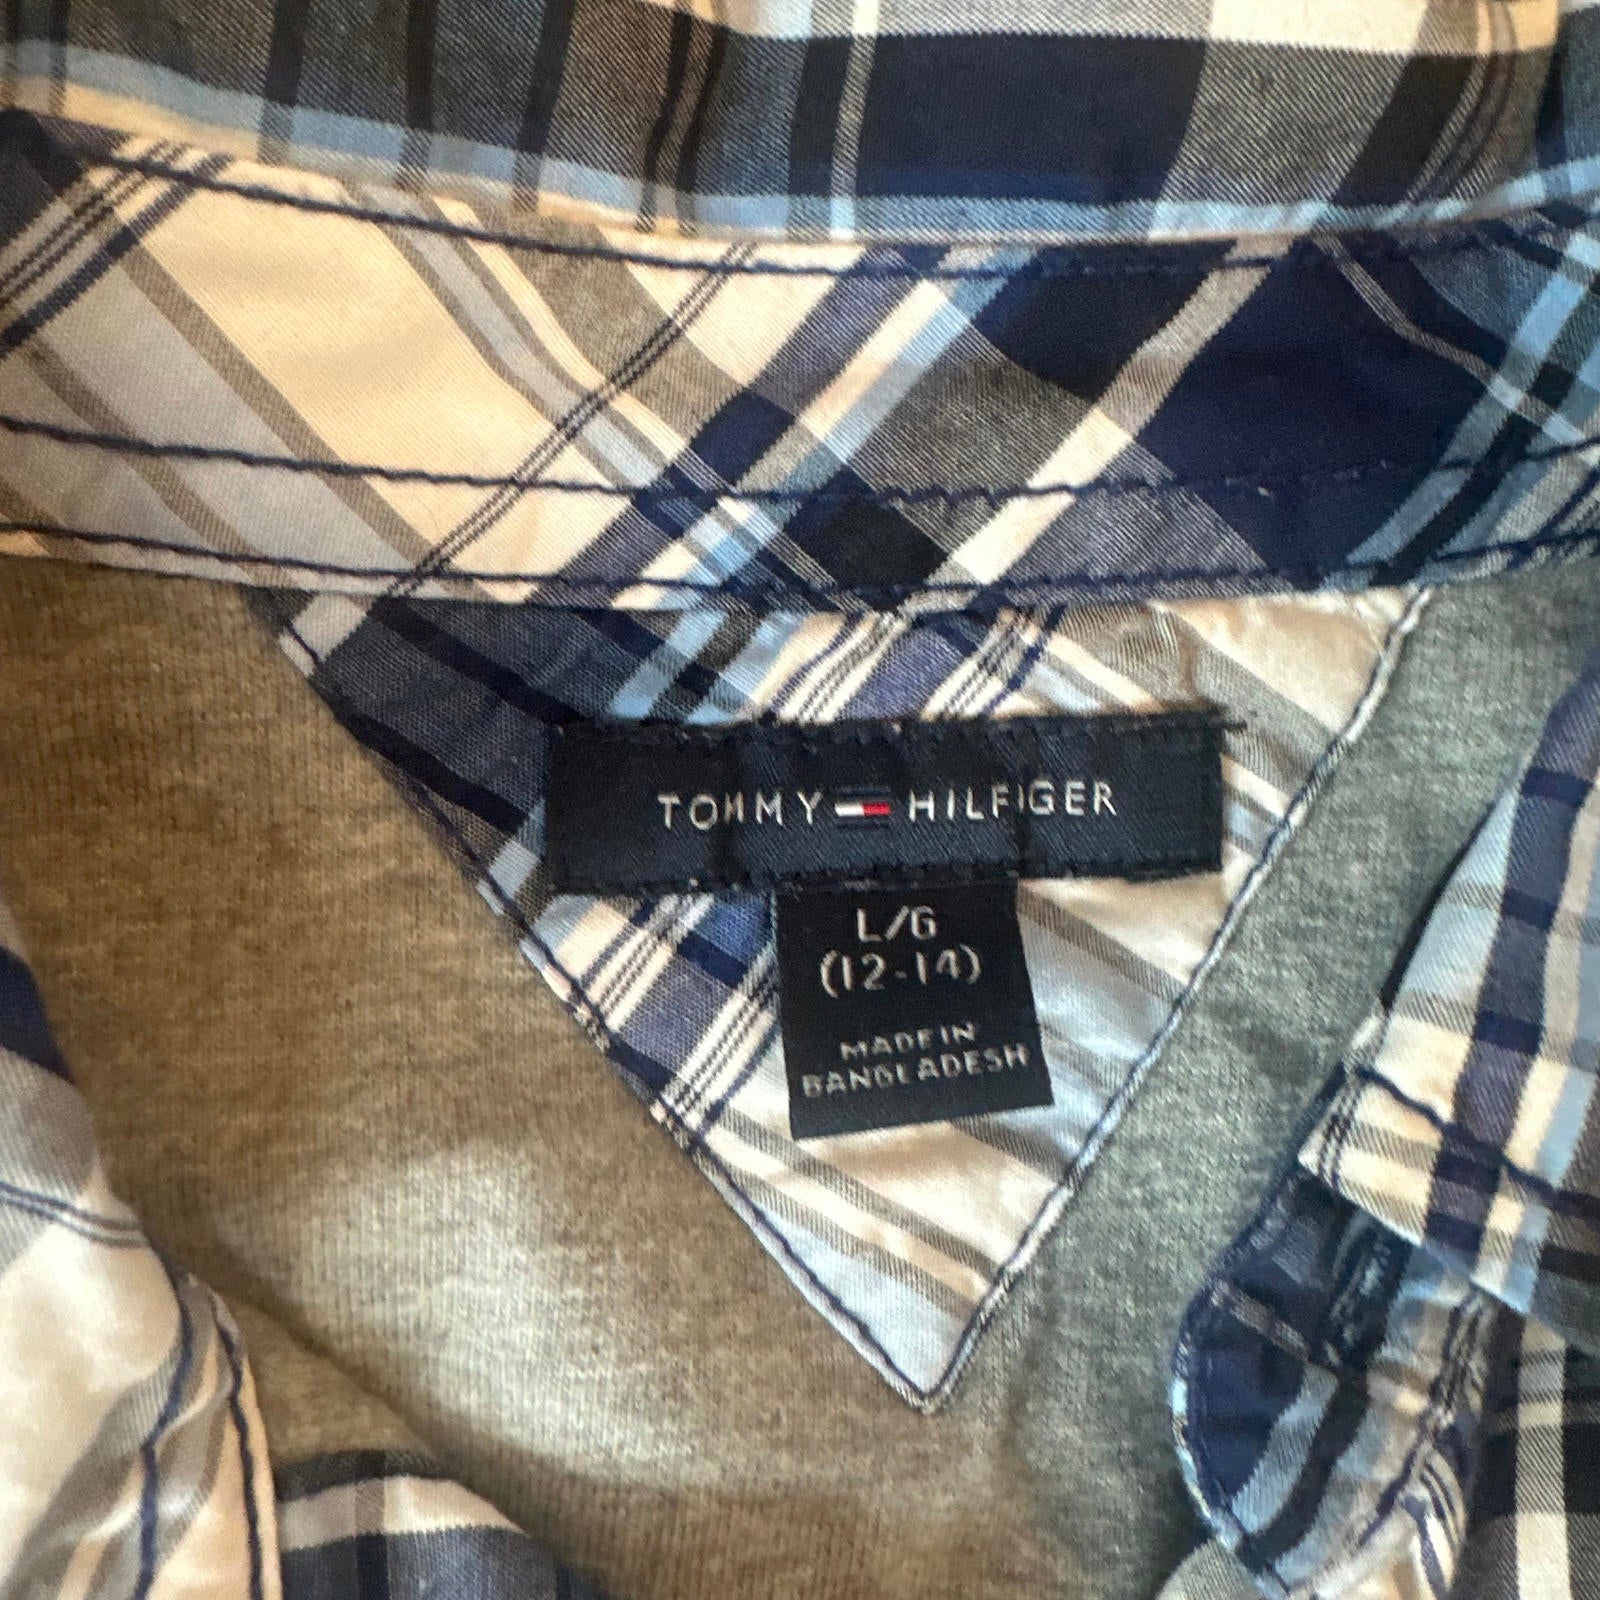 TOMMY HILFIGER
L/G
(12-14)
MADE IN
BANGLADESH